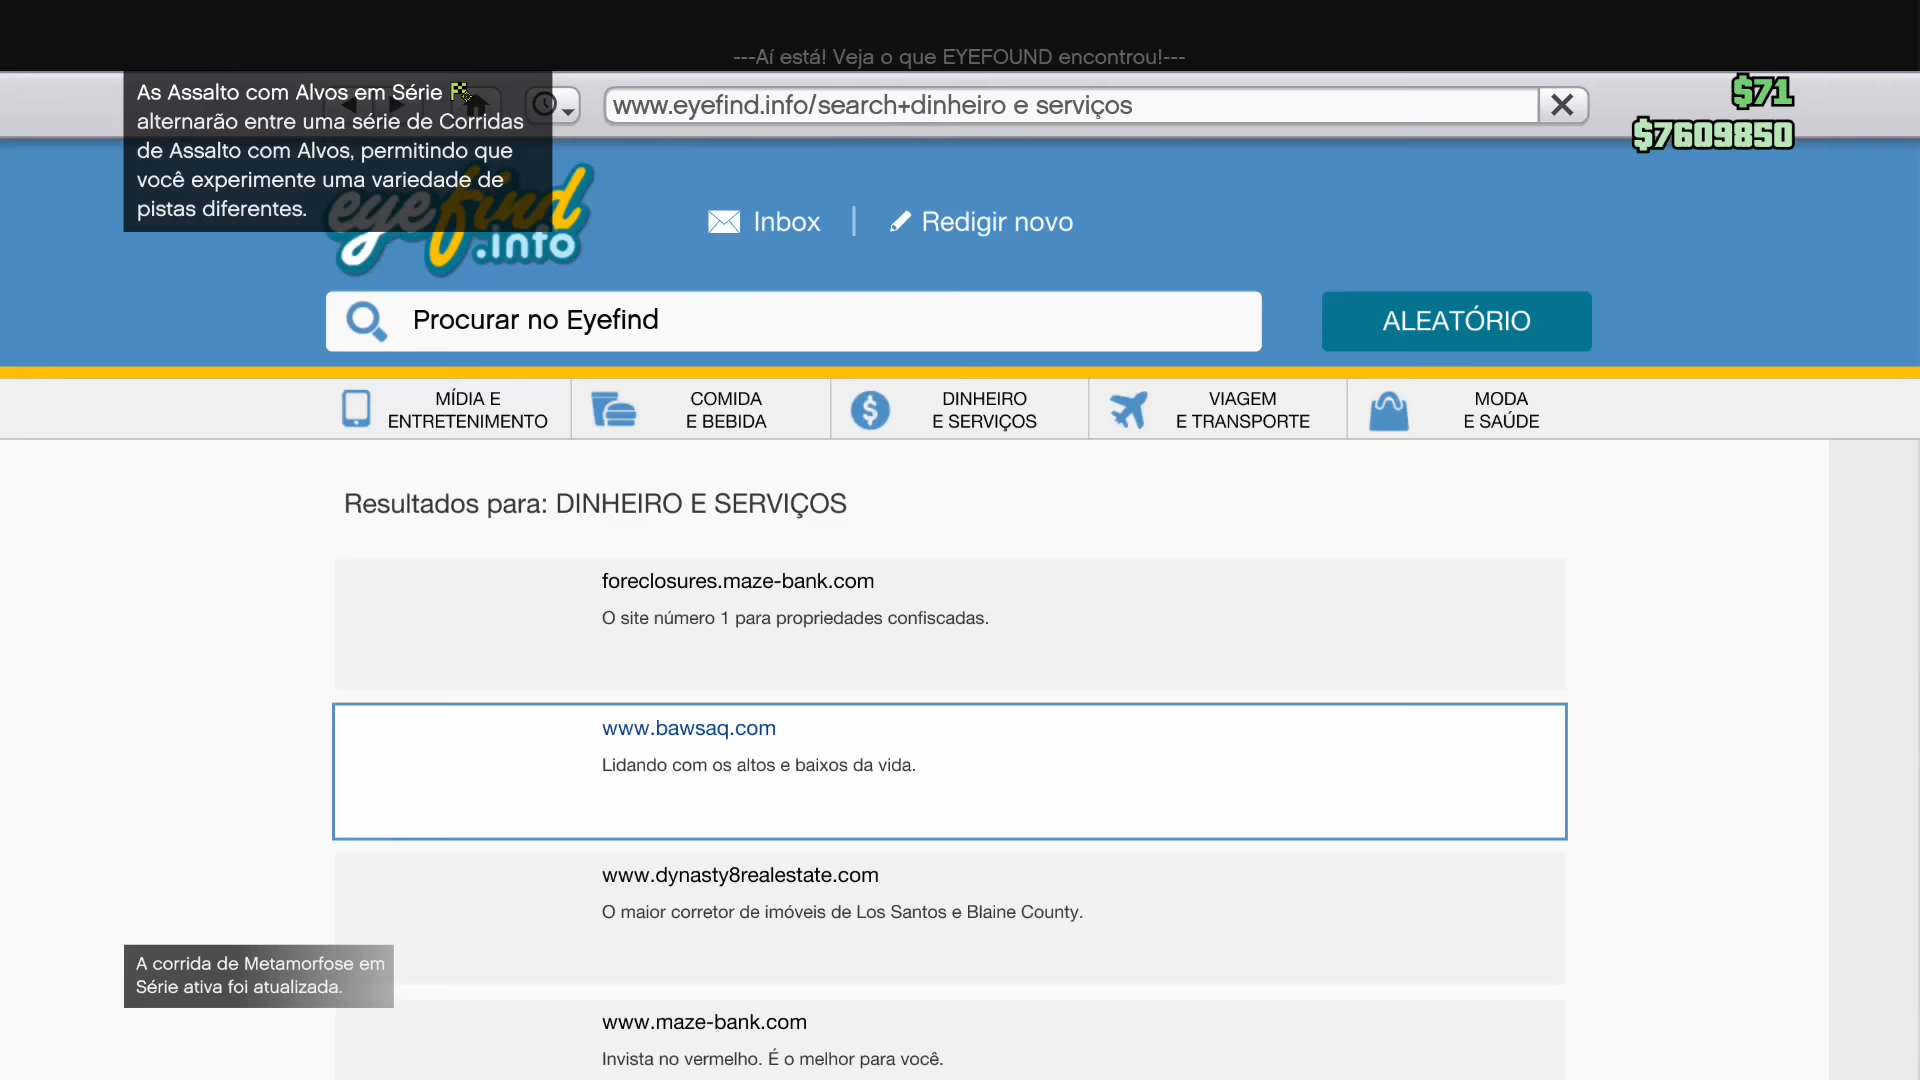 ---Aí está! Veja o que EYEFOUND encontrou!---
As Assalto com Alvos em Série
alternarão entre uma série de Corridas
de Assalto com Alvos, permitindo que
você experimente uma variedade de
pistas diferentes.
www.eyefind.info/search+dinheiro e serviços
$71
$7609850
eyefind
.info
Inbox
Redigir novo
Procurar no Eyefind
ALEATÓRIO
MÍDIA E
ENTRETENIMENTO
COMIDA
E BEBIDA
DINHEIRO
E SERVIÇOS
VIAGEM
E TRANSPORTE
MODA
E SAÚDE
Resultados para: DINHEIRO E SERVIÇOS
foreclosures.maze-bank.com
O site número 1 para propriedades confiscadas.
www.bawsaq.com
Lidando com os altos e baixos da vida.
www.dynasty8realestate.com
O maior corretor de imóveis de Los Santos e Blaine County.
A corrida de Metamorfose em
Série ativa foi atualizada.
www.maze-bank.com
Invista no vermelho. É o melhor para você.